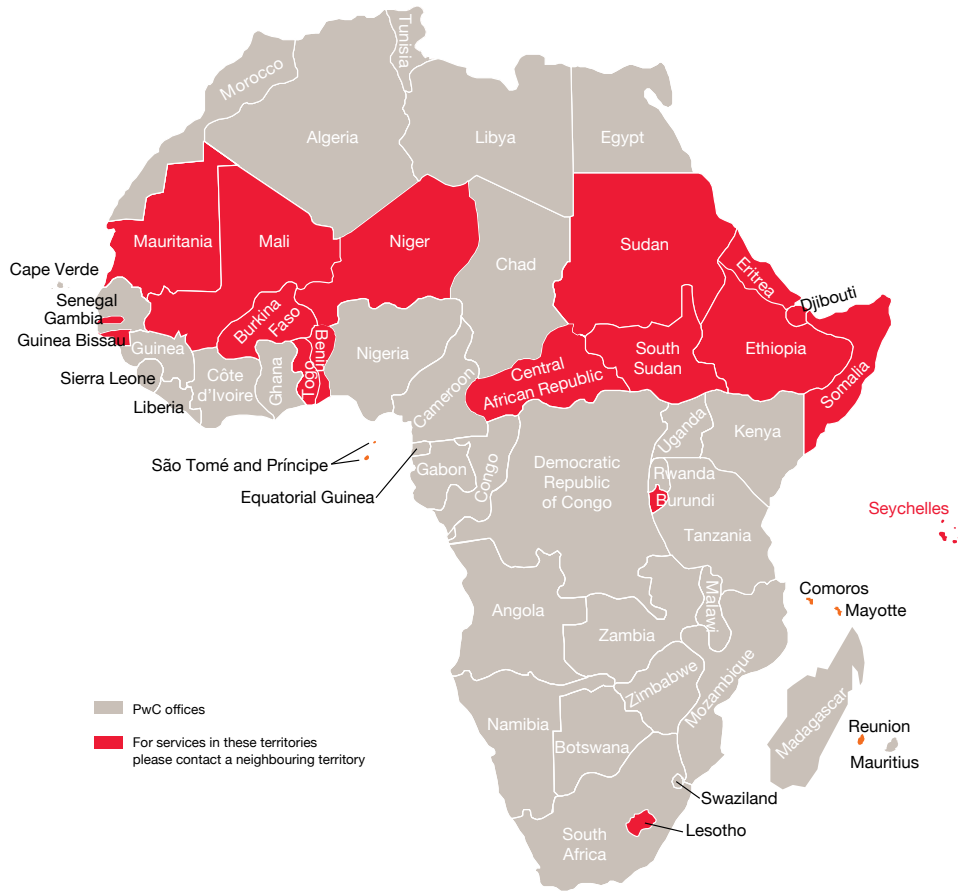 Tunisia
Morocco
Algeria
Libya
Egypt
Mauritania
Mali
Niger
Chad
Sudan
Eritrea
Djibouti
Cape Verde
Senegal
Gambia
Guinea Bissau
Guinea
Sierra Leone
Liberia
Côte
d'Ivoire
Burkina
Faso
Ghana
Togo
Benin
Nigeria
Cameroon
Central
African Republic
South
Sudan
Ethiopia
Somalia
São Tomé and Príncipe
Equatorial Guinea
Gabon
Congo
Democratic
Republic
of Congo
Uganda
Kenya
Rwanda
Burundi
Tanzania
Seychelles
Comoros
Mayotte
Angola
Zambia
Malawi
Mozambique
Zimbabwe
Namibia
Botswana
Madagascar
Reunion
Mauritius
Swaziland
Lesotho
South
Africa
PwC offices
For services in these territories
please contact a neighbouring territory